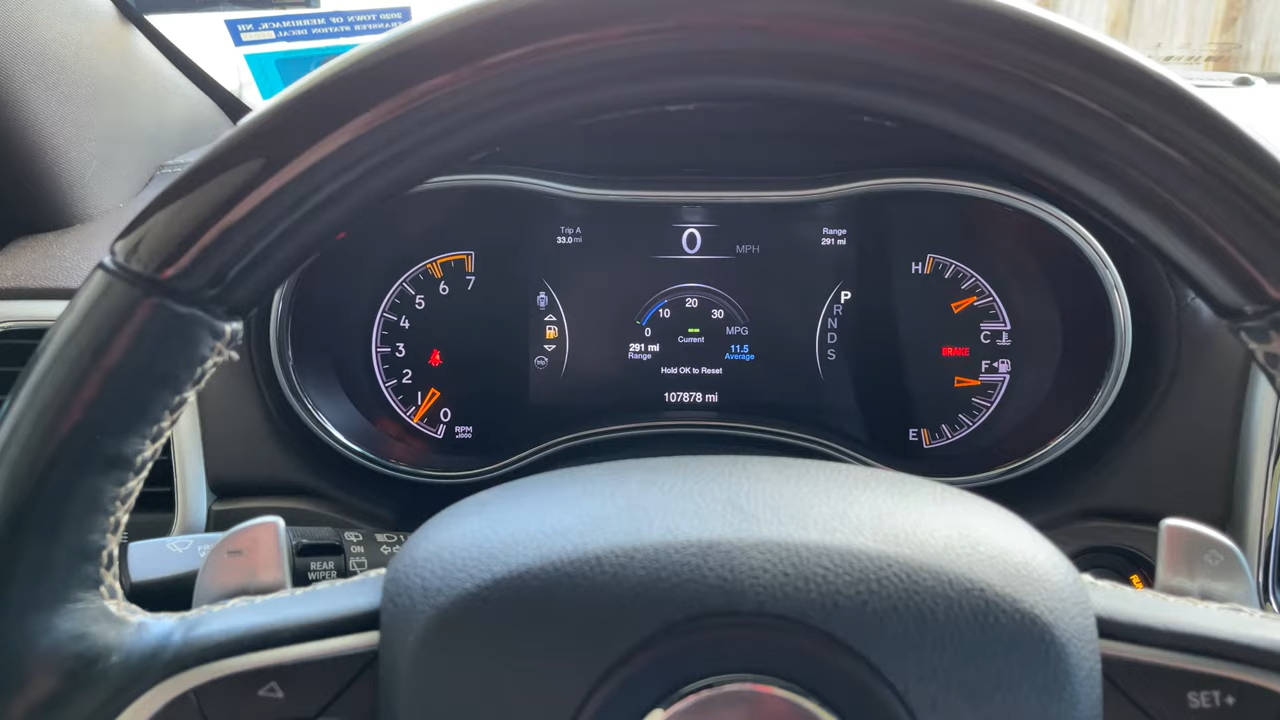 2020 TOWN OF MERRIMACK, NH
TRANSFER STATION DECAL
Trip A
33.0 mi
0 MPH
Range
291 mi
7
6
5
4
3
2
1
0
RPM
x1000
0
10
20
30
MPG
--
Current
291 mi
Range
11.5
Average
Hold OK to Reset
107878 mi
trip
P
R
N
D
S
H
C
BRAKE
F
E
ON
REAR
WIPER
RUN
SET+